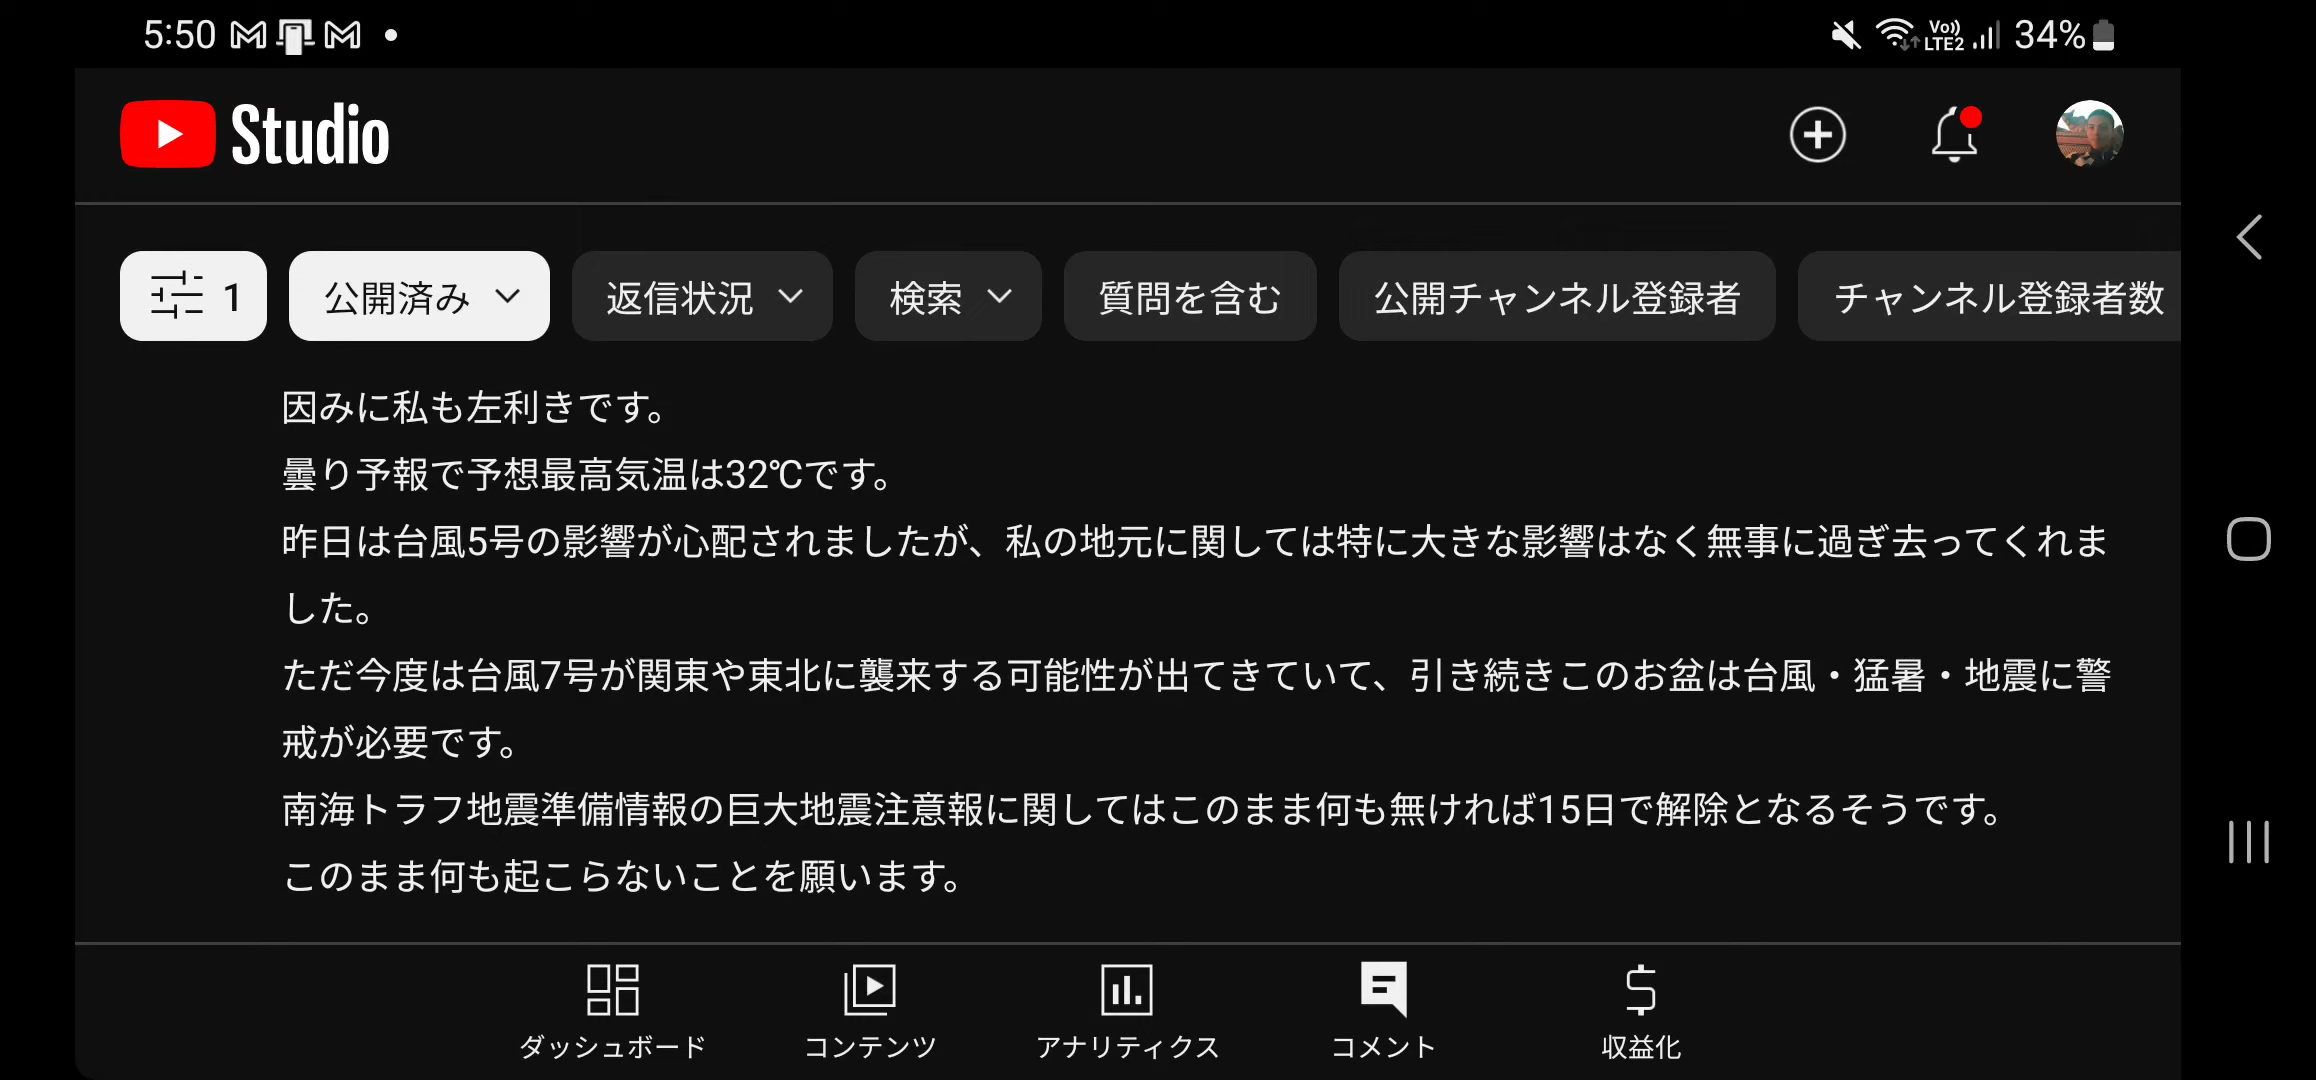 5:50
Vo)) LTE2 34%
Studio
1 公開済み 返信状況 検索 質問を含む 公開チャンネル登録者 チャンネル登録者数
因みに私も左利きです。
曇り予報で予想最高気温は32℃です。
昨日は台風5号の影響が心配されましたが、私の地元に関しては特に大きな影響はなく無事に過ぎ去ってくれま
した。
ただ今度は台風7号が関東や東北に襲来する可能性が出てきていて、引き続きこのお盆は台風・猛暑・地震に警
戒が必要です。
南海トラフ地震準備情報の巨大地震注意報に関してはこのまま何も無ければ15日で解除となるそうです。
このまま何も起こらないことを願います。
ダッシュボード コンテンツ アナリティクス コメント 収益化